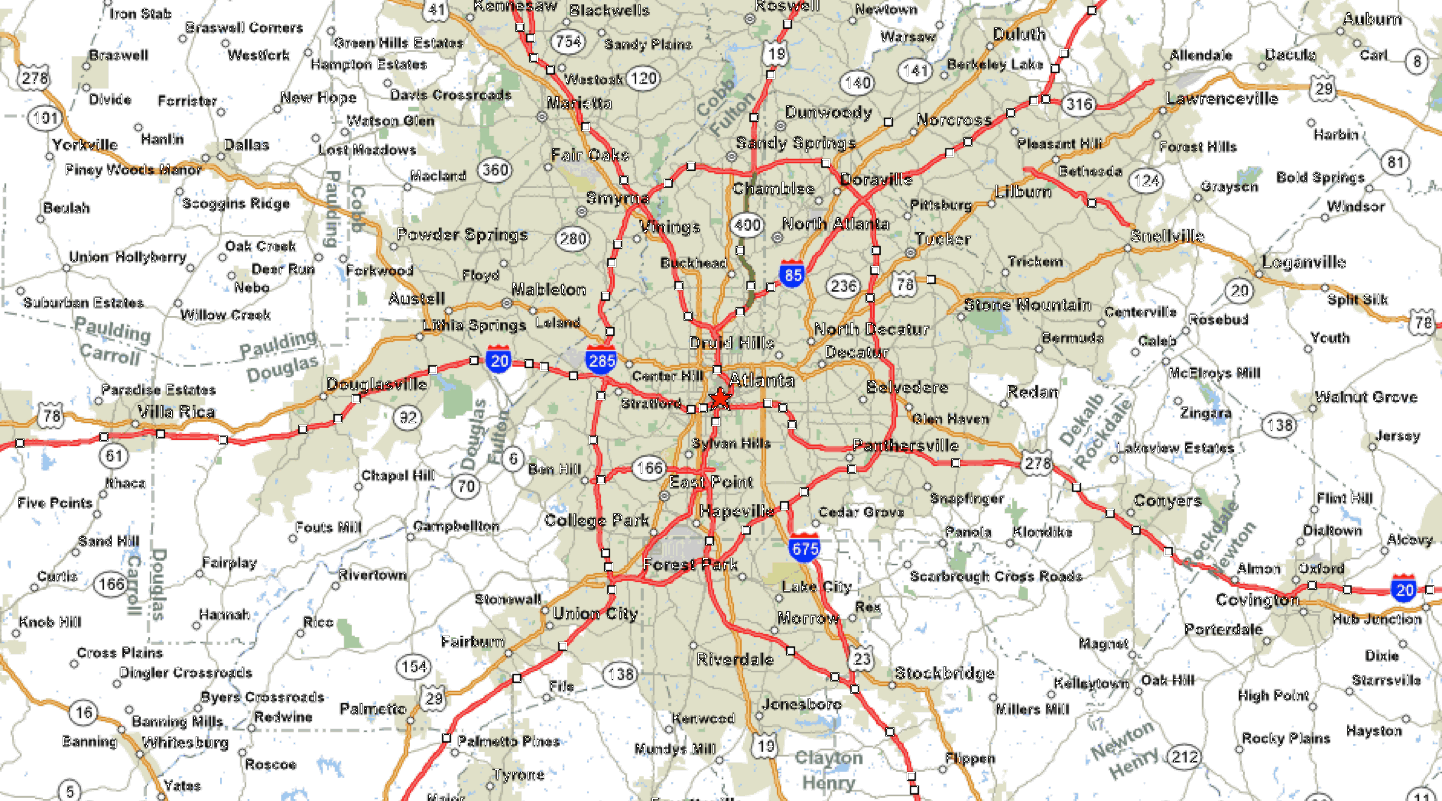 Iron Stab
41
Kennesaw
Blackwells
Roswell
Newtown
Auburn
Braswell Corners
754
Sandy Plains
19
Warsaw
Duluth
Braswell
Westfork
Green Hills Estates
Hampton Estates
Allendale
Dacula
Carl
8
278
Westoak
120
140
141
Berkeley Lake
Divide
Forrister
New Hope
Davis Crossroads
Marietta
Cobb
Fulton
Dunwoody
316
Lawrenceville
29
101
Watson Glen
Norcross
Harbin
Yorkville
Hanlin
Dallas
Lost Meadows
Fair Oaks
Sandy Springs
Pleasant Hill
Forest Hills
81
Piney Woods Manor
Macland
360
Chamblee
Doraville
Lilburn
Bethesda
124
Grayson
Bold Springs
Beulah
Scoggins Ridge
Paulding
Cobb
Smyrna
Pittsburg
Windsor
Powder Springs
280
Vinings
400
North Atlanta
Tucker
Snellville
Union Hollyberry
Oak Creek
Deer Run
Nebo
Forkwood
Floyd
Buckhead
85
236
78
Trickem
Loganville
Suburban Estates
Willow Creek
Austell
Mableton
Stone Mountain
20
Split Silk
Paulding
Carroll
Paulding
Douglas
Lithia Springs
Leland
Druid Hills
North Decatur
Centerville
Rosebud
78
20
285
Decatur
Bermuda
Caleb
Youth
Paradise Estates
Douglasville
Center Hill
Atlanta
Belvedere
Redan
McElroys Mill
78
Villa Rica
92
Stratford
Glen Haven
Dekalb
Rockdale
Zingara
Walnut Grove
138
61
Douglas
Fulton
6
Sylvan Hills
Panthersville
278
Lakeview Estates
Jersey
Ithaca
Chapel Hill
70
Ben Hill
166
East Point
Five Points
Snapfinger
Conyers
Flint Hill
Fouts Mill
Campbellton
College Park
Hapeville
Cedar Grove
Panola
Klondike
Rockdale
Newton
Dialtown
Alcovy
Sand Hill
Douglas
Carroll
Fairplay
Forest Park
675
Curtis
166
Rivertown
Lake City
Scarbrough Cross Roads
Almon
Oxford
20
Stonewall
Union City
Covington
Knob Hill
Hannah
Rico
Morrow
Rex
Hub Junction
Fairburn
Magnet
Porterdale
Cross Plains
154
Riverdale
23
Dixie
Dingler Crossroads
29
138
Stockbridge
Kelleytown
Oak Hill
Starrsville
Byers Crossroads
Fife
High Point
16
Banning Mills
Redwine
Palmetto
Kenwood
Jonesboro
Millers Mill
Hayston
Banning
Whitesburg
Palmetto Pines
Mundys Mill
19
Clayton
Henry
Newton
Henry
Rocky Plains
Roscoe
Flippen
212
5
Yates
Tyrone
Major
11